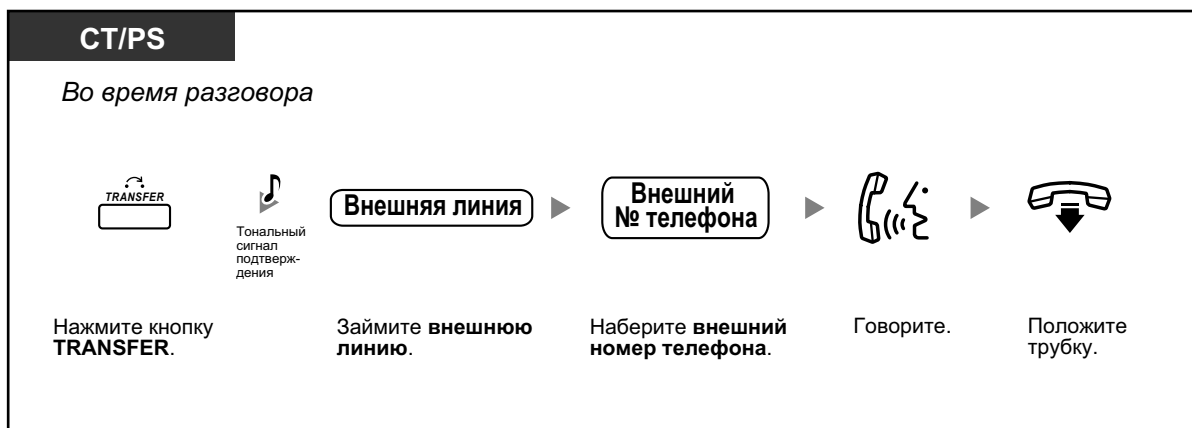 CT/PS
Во время разговора
TRANSFER
Тональный
сигнал
подтверж-
дения
Внешняя линия
Внешний
№ телефона
Нажмите кнопку
TRANSFER.
Займите внешнюю
линию.
Наберите внешний
номер телефона.
Говорите.
Положите
трубку.